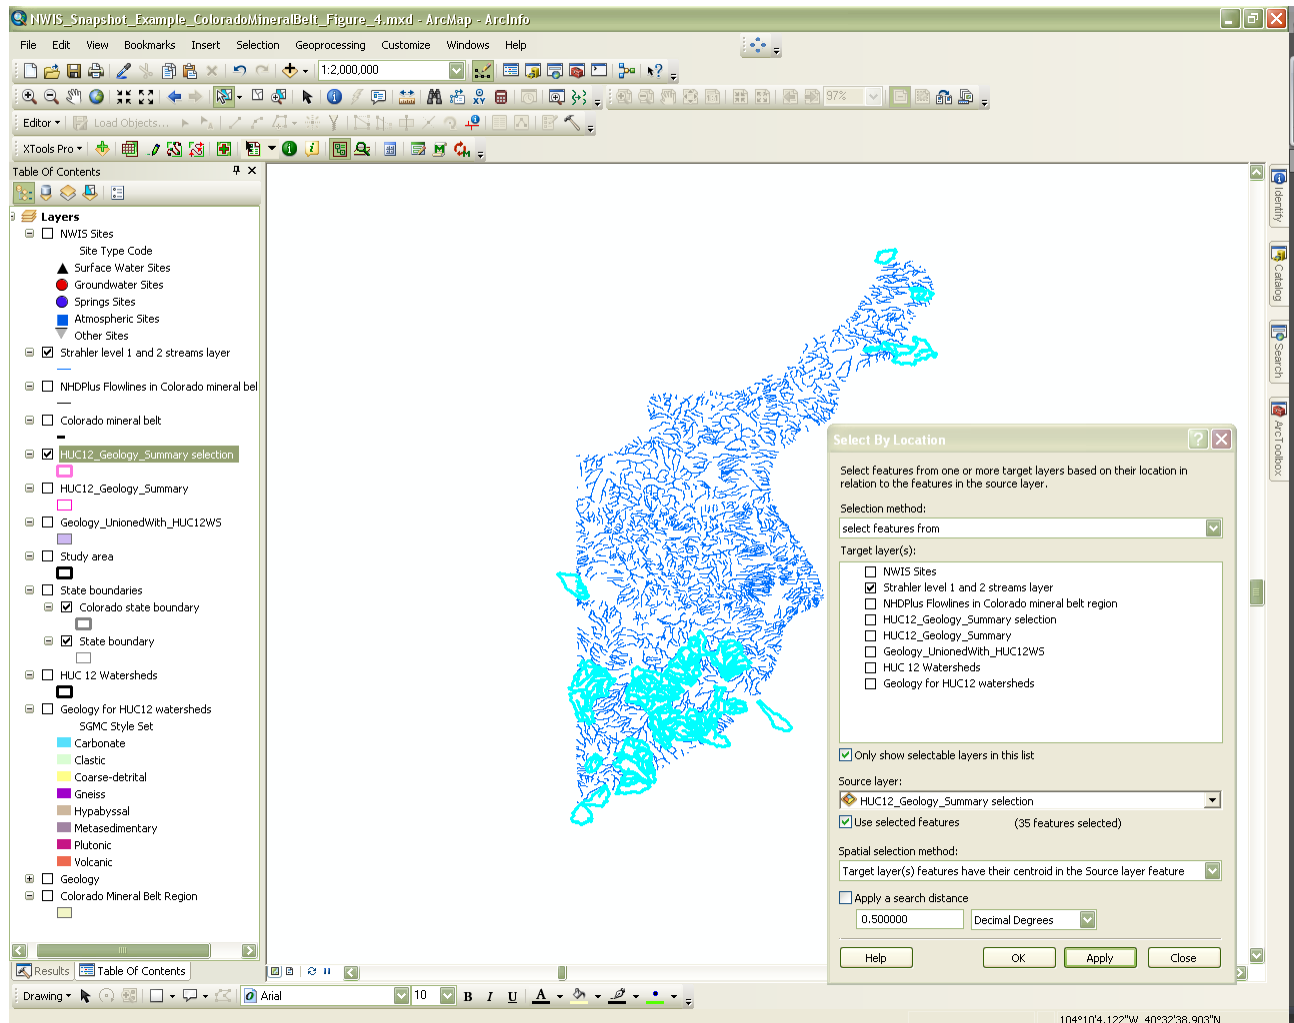 NWIS_Snapshot_Example_ColoradoMineralBelt_Figure_4.mxd - ArcMap - ArcInfo
File Edit View Bookmarks Insert Selection Geoprocessing Customize Windows Help
1:2,000,000
97%
Editor Load Objects...
XTools Pro
Table Of Contents
Layers
NWIS Sites
Site Type Code
Surface Water Sites
Groundwater Sites
Springs Sites
Atmospheric Sites
Other Sites
Strahler level 1 and 2 streams layer
NHDPlus Flowlines in Colorado mineral bel
Colorado mineral belt
HUC12_Geology_Summary selection
HUC12_Geology_Summary
Geology_UnionedWith_HUC12WS
Study area
State boundaries
Colorado state boundary
State boundary
HUC 12 Watersheds
Geology for HUC12 watersheds
SGMC Style Set
Carbonate
Clastic
Coarse-detrital
Gneiss
Hypabyssal
Metasedimentary
Plutonic
Volcanic
Geology
Colorado Mineral Belt Region
Results Table Of Contents
Identify
Catalog
Search
ArcToolbox
Select By Location
Select features from one or more target layers based on their location in
relation to the features in the source layer.
Selection method:
select features from
Target layer(s):
NWIS Sites
Strahler level 1 and 2 streams layer
NHDPlus Flowlines in Colorado mineral belt region
HUC12_Geology_Summary selection
HUC12_Geology_Summary
Geology_UnionedWith_HUC12WS
HUC 12 Watersheds
Geology for HUC12 watersheds
Only show selectable layers in this list
Source layer:
HUC12_Geology_Summary selection
Use selected features (35 features selected)
Spatial selection method:
Target layer(s) features have their centroid in the Source layer feature
Apply a search distance
0.500000 Decimal Degrees
Help OK Apply Close
Drawing Arial 10 B I U A
104°10'4.122"W 40°32'38.903"N